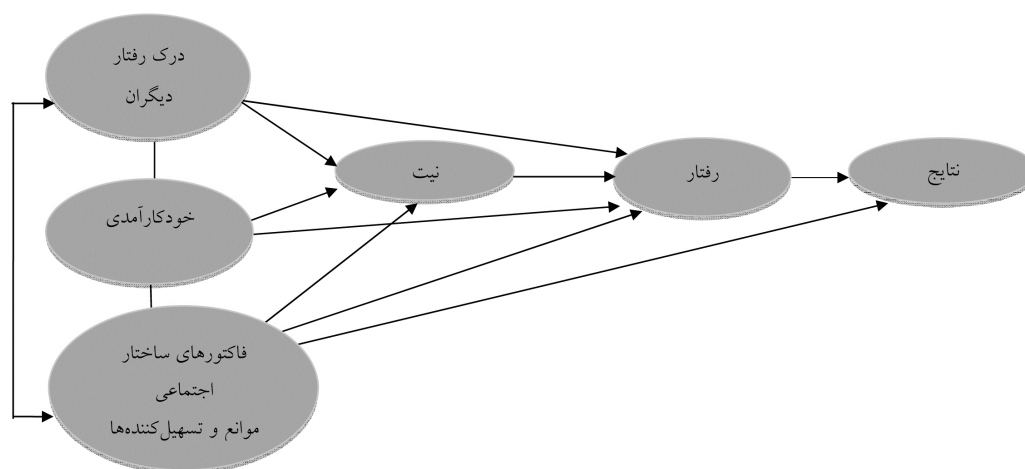 درک رفتار
دیگران
خودکارآمدی
فاکتورهای ساختار
اجتماعی
موانع و تسهیل‌کننده‌ها
نیت
رفتار
نتایج